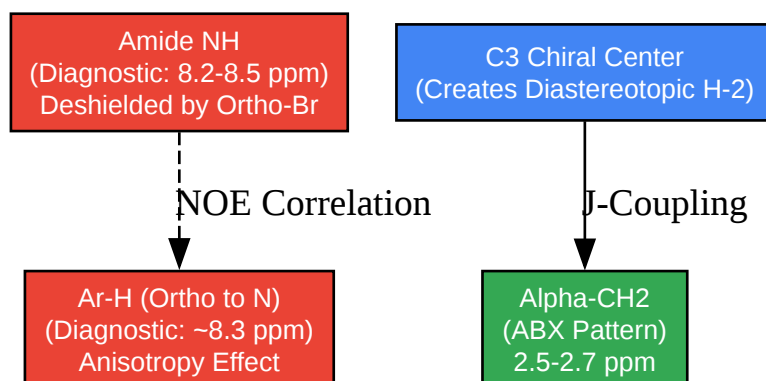 Amide NH
(Diagnostic: 8.2-8.5 ppm)
Deshielded by Ortho-Br
C3 Chiral Center
(Creates Diastereotopic H-2)
NOE Correlation
J-Coupling
Ar-H (Ortho to N)
(Diagnostic: ~8.3 ppm)
Anisotropy Effect
Alpha-CH2
(ABX Pattern)
2.5-2.7 ppm